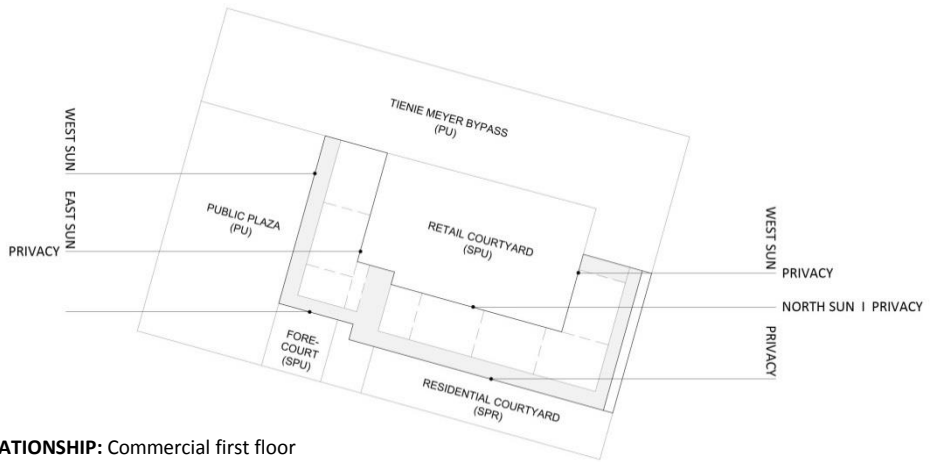 TIENIE MEYER BYPASS
(PU)
WEST SUN
EAST SUN
PRIVACY
PUBLIC PLAZA
(PU)
RETAIL COURTYARD
(SPU)
WEST SUN
PRIVACY
NORTH SUN I PRIVACY
PRIVACY
FORE-
COURT
(SPU)
RESIDENTIAL COURTYARD
(SPR)
ATIONSHIP: Commercial first floor